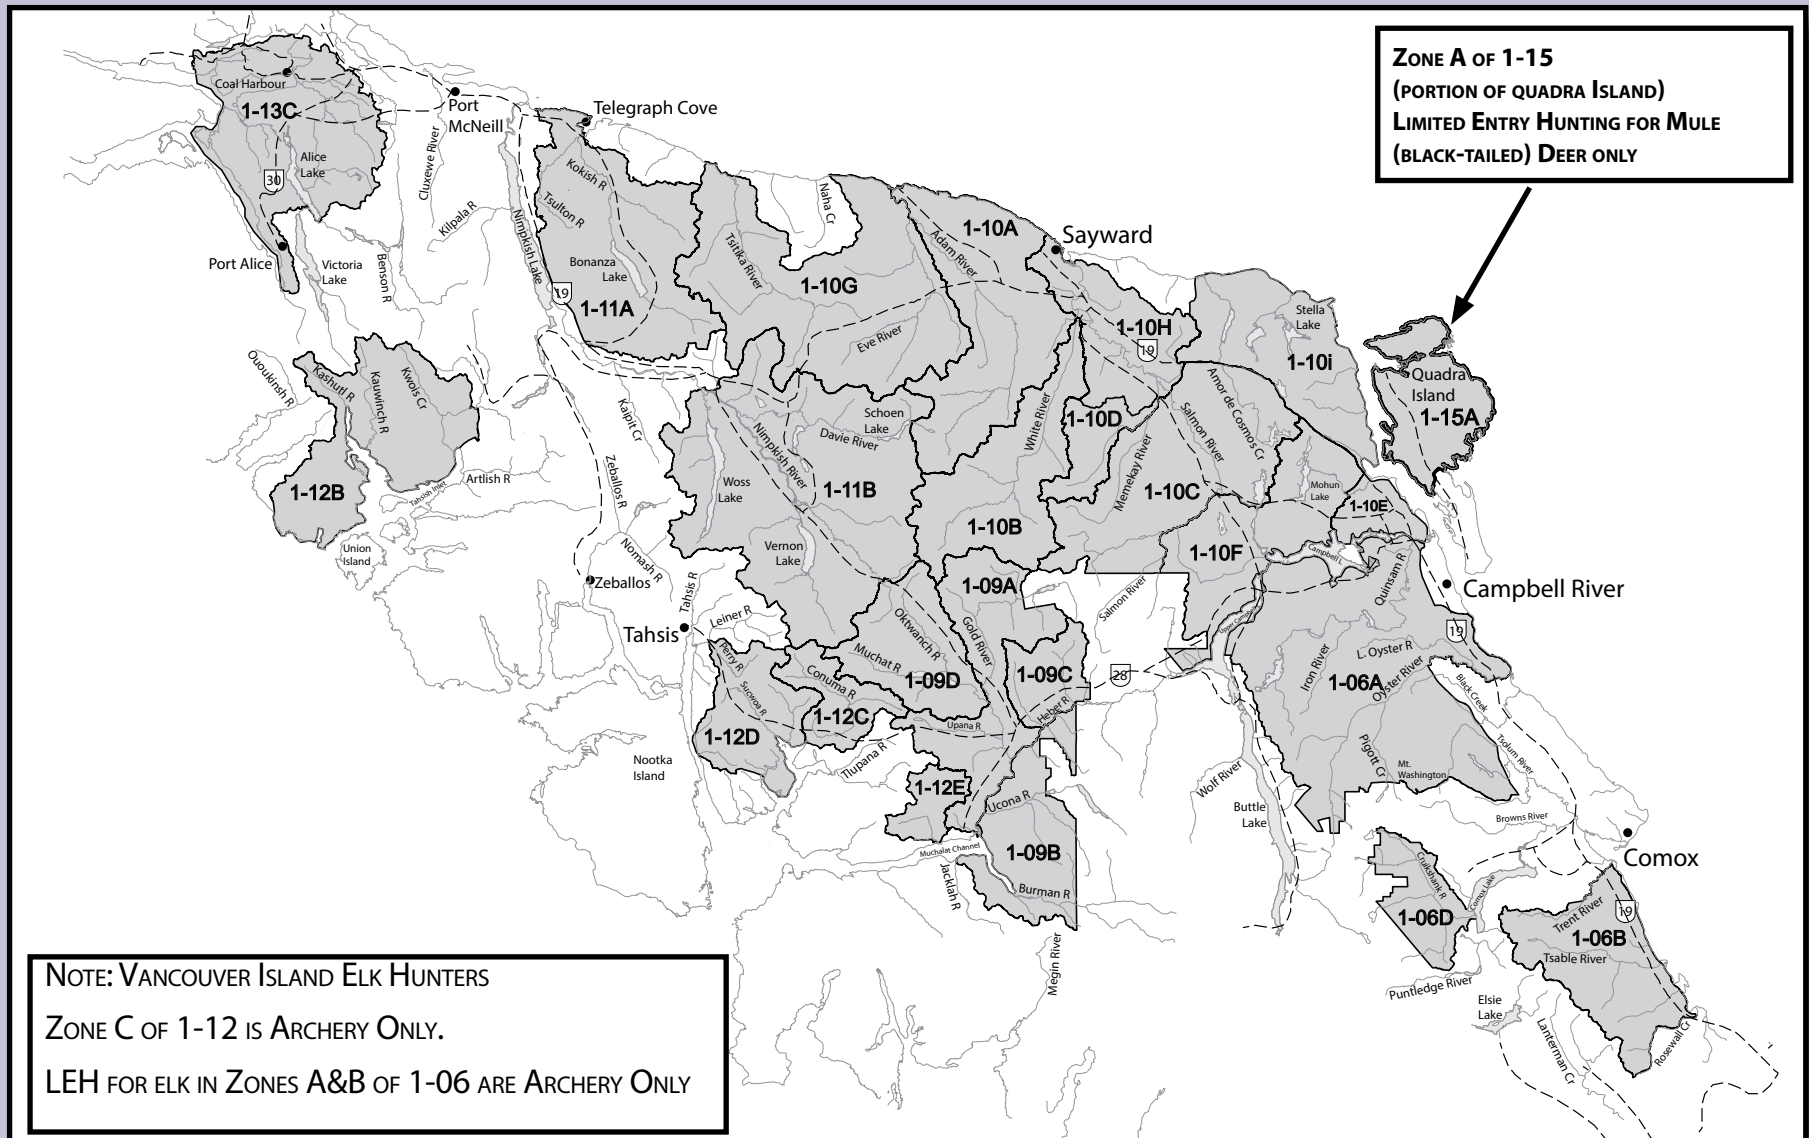 Zone A of 1-15
(portion of quadra Island)
Limited Entry Hunting for Mule
(black-tailed) Deer only
Coal Harbour
1-13C
Port
McNeill
Telegraph Cove
Alice
Lake
30
Cluxewe River
Kilpala R
Nimpkish Lake
Kokish R
Tsulton R
Bonanza
Lake
19
1-11A
Port Alice
Victoria
Lake
Benson R
Tsitika River
Naha Cr
1-10G
Eve River
Adam River
1-10A
Sayward
1-10H
19
Stella
Lake
1-10i
Quadra
Island
1-15A
Ououkinsh R
Kashutl R
Kauwinch R
Kwois Cr
1-12B
Tahsish Inlet
Artlish R
Union
Island
Kaipit Cr
Zeballos R
Nomash R
Zeballos
Woss
Lake
Nimpkish River
Davie River
Schoen
Lake
1-11B
Vernon
Lake
White River
1-10D
Memekay River
Salmon River
Amor de Cosmos Cr
1-10C
1-10B
Mohun
Lake
1-10E
1-10F
Campbell L
Quinsam R
Campbell River
Upper Campbell
Salmon River
1-09A
Gold River
Oktwanch R
Tahsis R
Leiner R
Tahsis
Perry R
Sucwoa R
Conuma R
Muchat R
1-09D
1-09C
28
Heber R
1-12C
1-12D
Upana R
Tlupana R
Nootka
Island
1-12E
Ucona R
1-09B
Muchalat Channel
Jacklah R
Burman R
Megin River
Wolf River
Buttle
Lake
Iron River
L. Oyster R
19
1-06A
Oyster River
Black Creek
Tsolum River
Pigott Cr
Mt.
Washington
Browns River
Comox
Cruikshank R
Comox Lake
1-06D
Puntledge River
Trent River
19
1-06B
Tsable River
Elsie
Lake
Lanterman Cr
Rosewall Cr
Note: Vancouver Island Elk Hunters
Zone C of 1-12 is Archery Only.
LEH for elk in Zones A&B of 1-06 are Archery Only